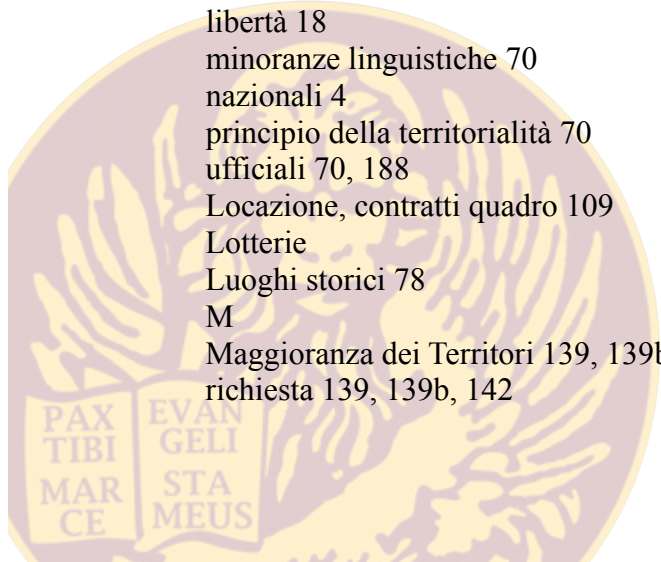 libertà 18
minoranze linguistiche 70
nazionali 4
principio della territorialità 70
ufficiali 70, 188
Locazione, contratti quadro 109
Lotterie
Luoghi storici 78
M
Maggioranza dei Territori 139, 139b
richiesta 139, 139b, 142
PAX EVAN
TIBI GELI
MAR STA
CE MEUS